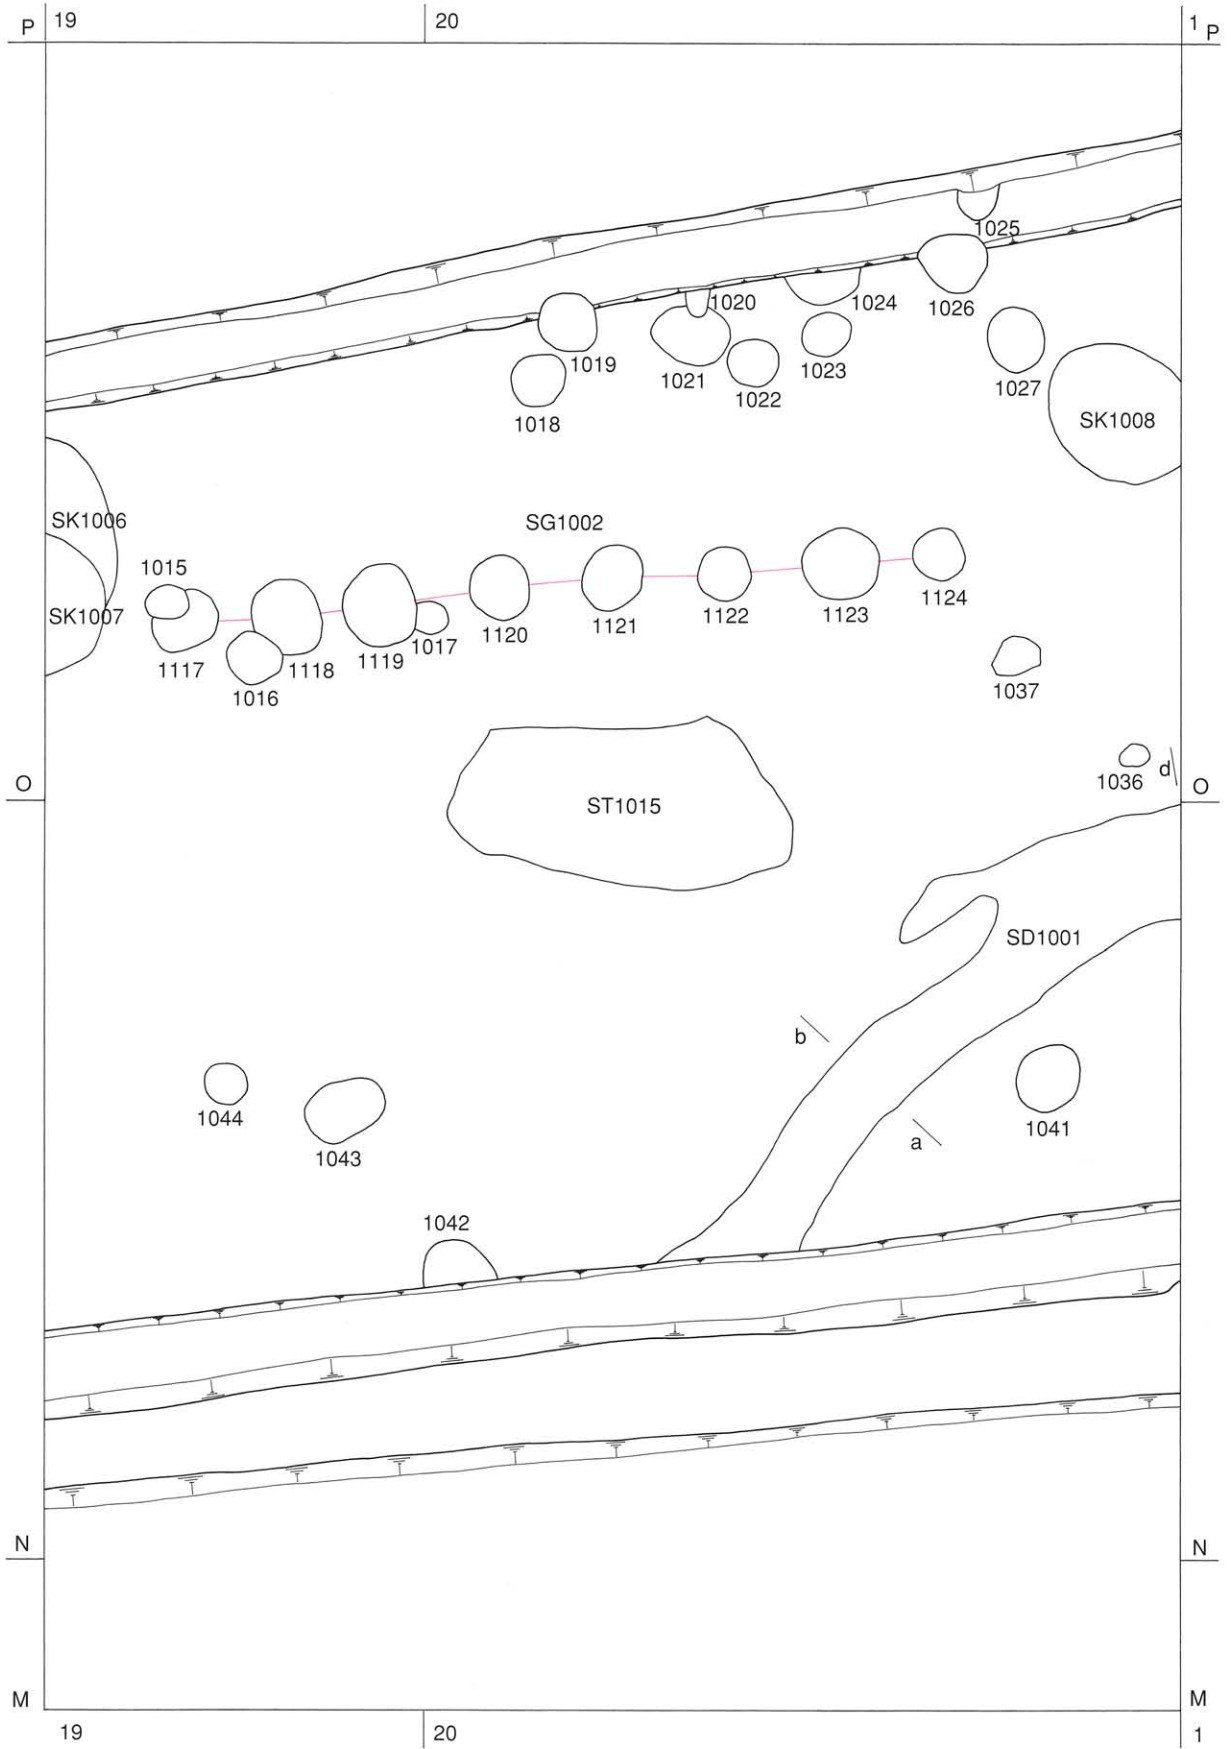 P 19 20 1 P
1025
1020 1024 1026
1019
1021 1023
1022 1027
1018 SK1008
SK1006 SG1002
1015
SK1007
1117 1118 1119 1017 1120 1121 1122 1123 1124
1016 1037
O 1036 d O
ST1015
SD1001
b
1044 a 1041
1043
1042
N N
M M
19 20 1